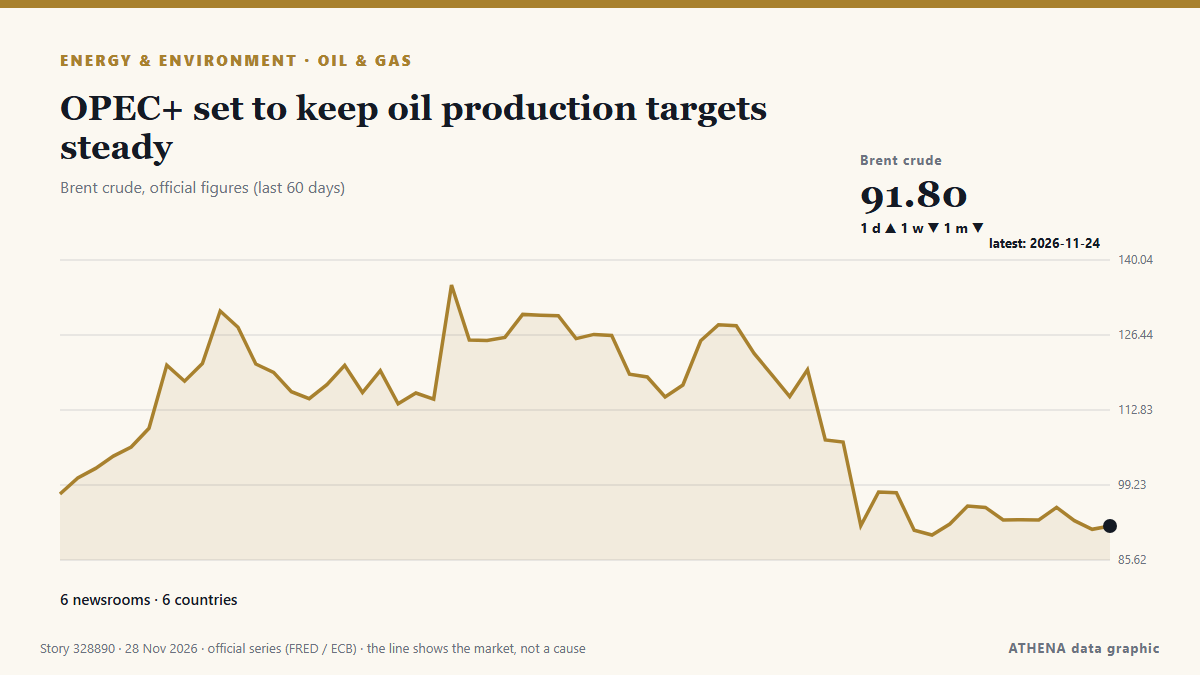 ENERGY & ENVIRONMENT · OIL & GAS
OPEC+ set to keep oil production targets
steady
Brent crude, official figures (last 60 days)
Brent crude
91.80
1 d ▲ 1 w ▼ 1 m ▼
latest: 2026-11-24
140.04
126.44
112.83
99.23
85.62
6 newsrooms · 6 countries
Story 328890 · 28 Nov 2026 · official series (FRED / ECB) · the line shows the market, not a cause
ATHENA data graphic